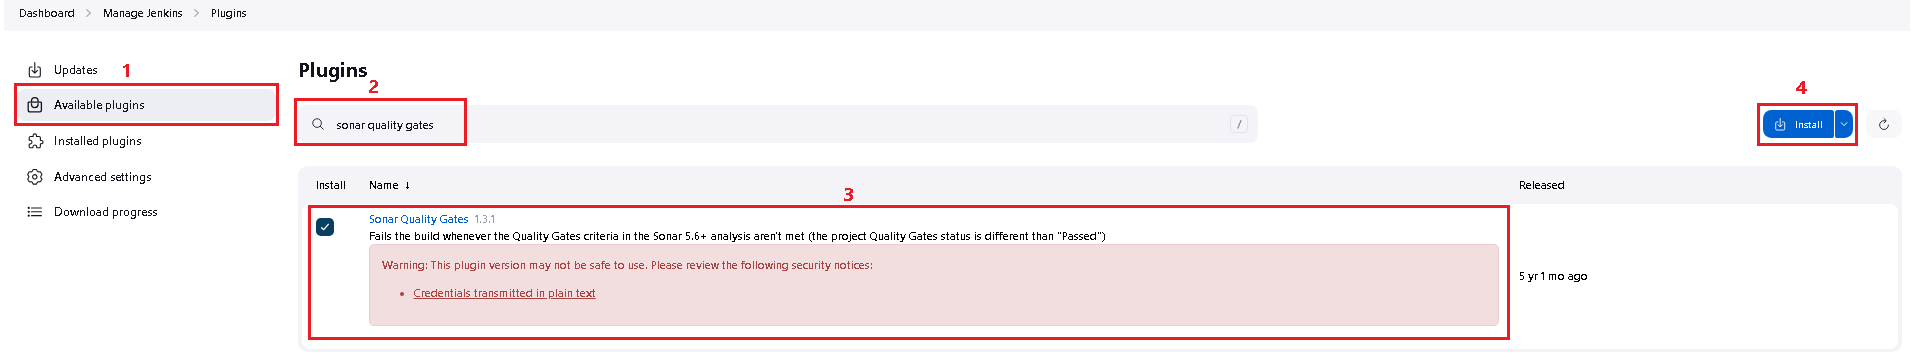 Dashboard > Manage Jenkins > Plugins
Updates
1
Available plugins
Installed plugins
Advanced settings
Download progress
Plugins
2
sonar quality gates
/
4
Install
Install Name ↓ Released
3
Sonar Quality Gates 1.3.1
Fails the build whenever the Quality Gates criteria in the Sonar 5.6+ analysis aren't met (the project Quality Gates status is different than "Passed")
Warning: This plugin version may not be safe to use. Please review the following security notices:
• Credentials transmitted in plain text
5 yr 1 mo ago